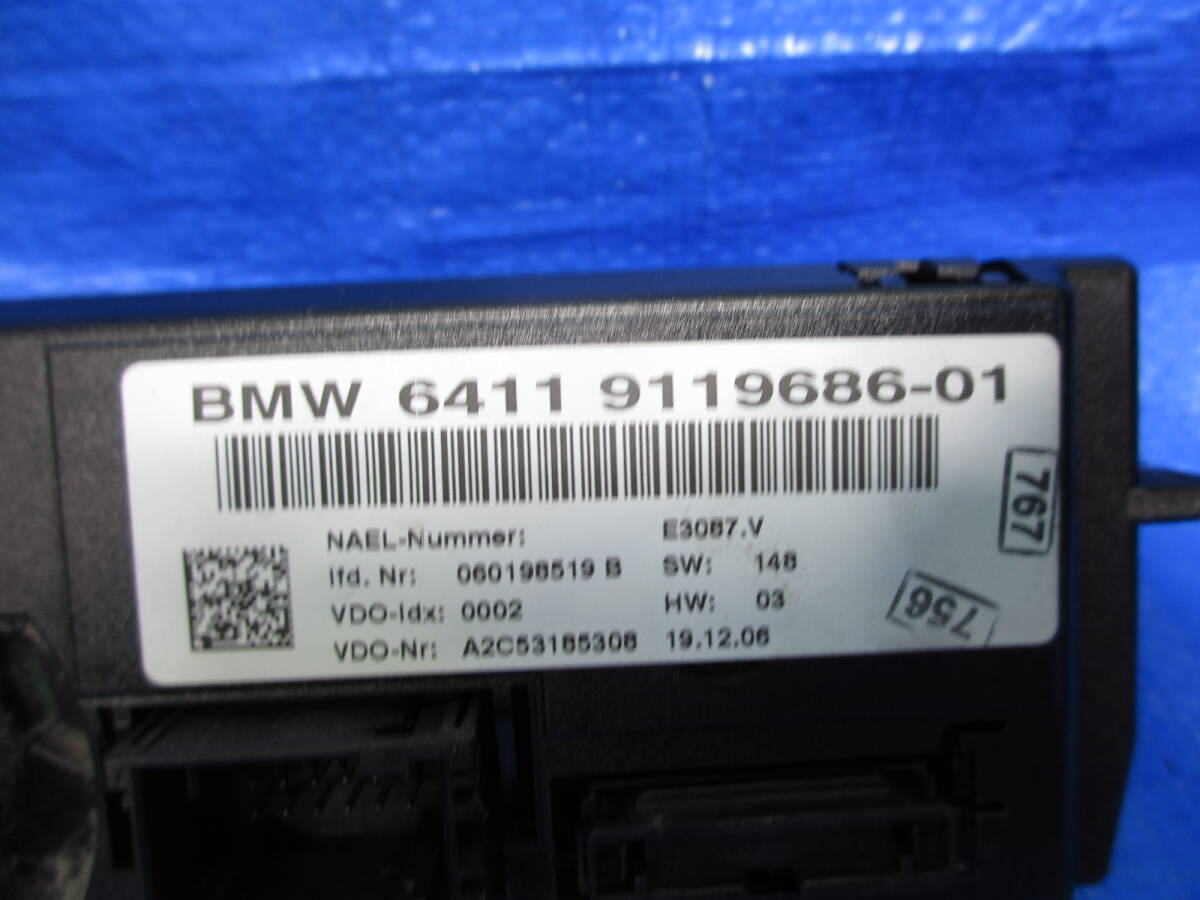 BMW 6411 9119686-01
NAEL-Nummer: E3087.V
lfd. Nr: 060198519 B SW: 148
VDO-Idx: 0002 HW: 03
VDO-Nr: A2C53185308 19.12.06
767
756